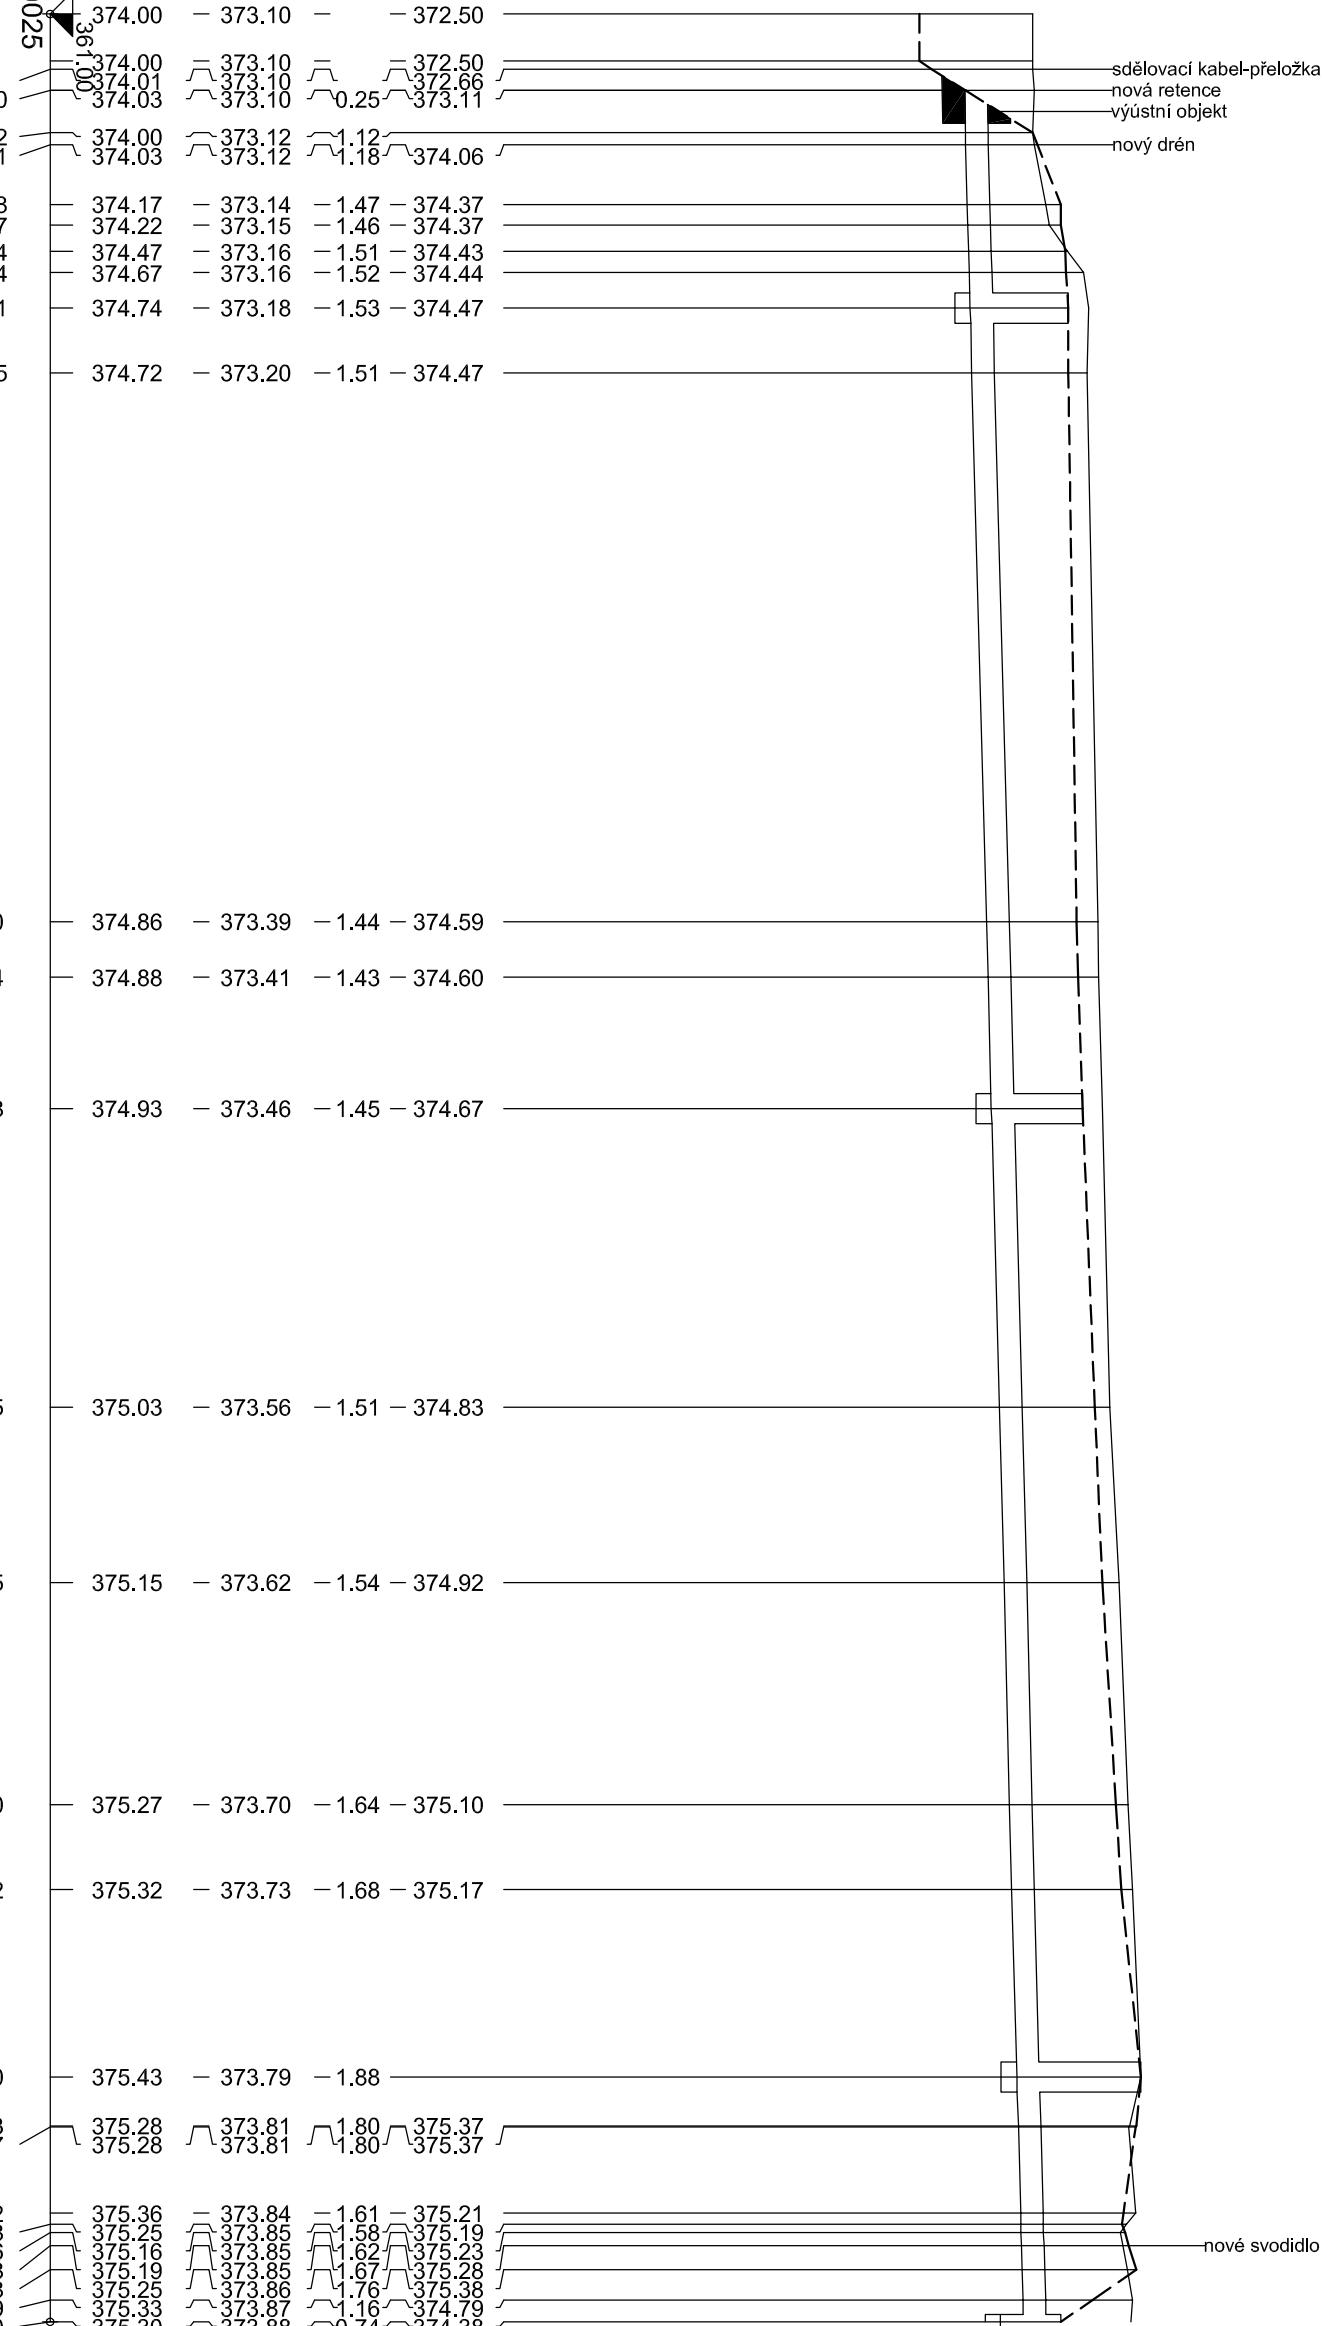 0025
361.00
374.00 373.10 372.50
374.00 373.10 372.50
374.01 373.10 372.66
sdělovací kabel-přeložka
374.03 373.10 0.25 373.11
nová retence
výústní objekt
374.00 373.12 1.12
374.03 373.12 1.18 374.06
nový drén
374.17 373.14 1.47 374.37
374.22 373.15 1.46 374.37
374.47 373.16 1.51 374.43
374.67 373.16 1.52 374.44
374.74 373.18 1.53 374.47
374.72 373.20 1.51 374.47
374.86 373.39 1.44 374.59
374.88 373.41 1.43 374.60
374.93 373.46 1.45 374.67
375.03 373.56 1.51 374.83
375.15 373.62 1.54 374.92
375.27 373.70 1.64 375.10
375.32 373.73 1.68 375.17
375.43 373.79 1.88
375.28 373.81 1.80 375.37
375.28 373.81 1.80 375.37
375.36 373.84 1.61 375.21
375.25 373.85 1.58 375.19
375.16 373.85 1.62 375.23
nové svodidlo
375.19 373.85 1.67 375.28
375.25 373.86 1.76 375.38
375.33 373.87 1.16 374.79